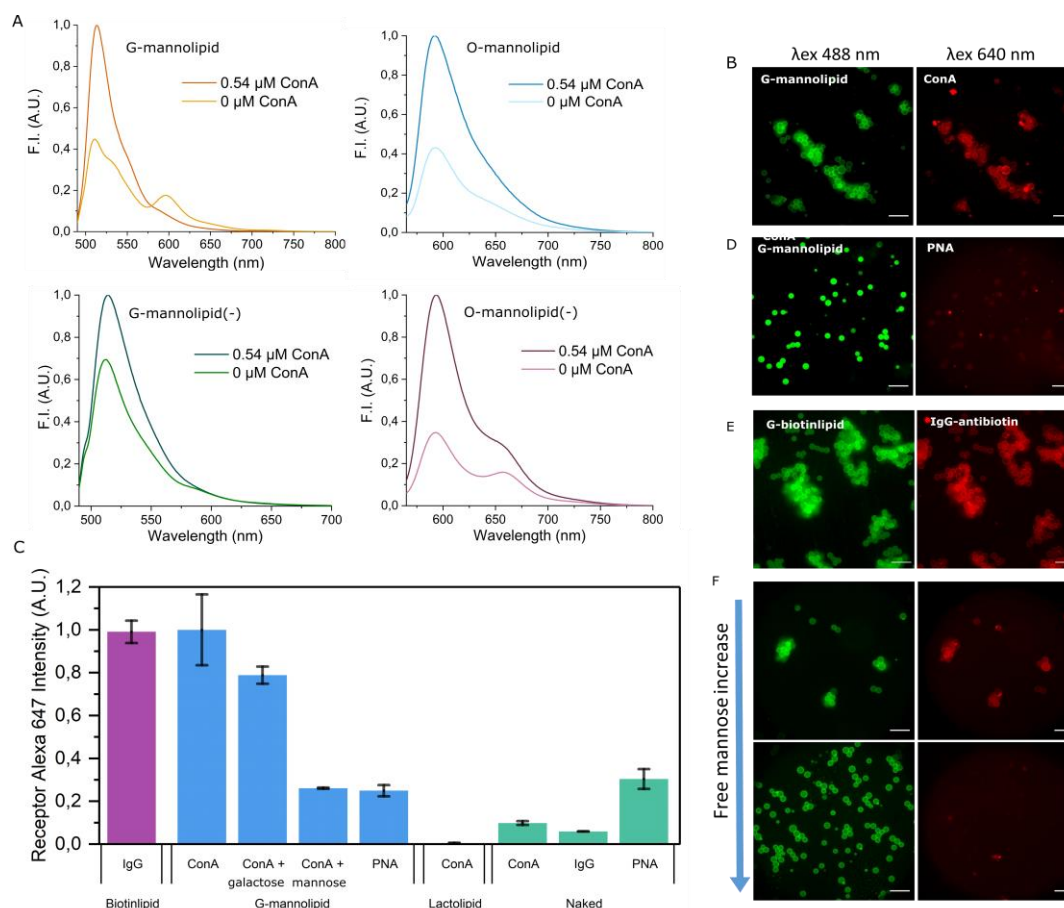 A
G-mannolipid
0.54 µM ConA
0 µM ConA
F.I. (A.U.)
1,0
0,8
0,6
0,4
0,2
0,0
500 550 600 650 700 750 800
Wavelength (nm)
O-mannolipid
0.54 µM ConA
0 µM ConA
F.I. (A.U.)
1,0
0,8
0,6
0,4
0,2
0,0
600 650 700 750 800
Wavelength (nm)
G-mannolipid(-)
0.54 µM ConA
0 µM ConA
F.I. (A.U.)
1,0
0,8
0,6
0,4
0,2
0,0
500 550 600 650 700
Wavelength (nm)
O-mannolipid(-)
0.54 µM ConA
0 µM ConA
F.I. (A.U.)
1,0
0,8
0,6
0,4
0,2
0,0
600 650 700 750 800
Wavelength (nm)
C
Receptor Alexa 647 Intensity (A.U.)
1,2
1,0
0,8
0,6
0,4
0,2
0,0
IgG ConA ConA + ConA + PNA ConA ConA IgG PNA
galactose mannose
Biotinlipid G-mannolipid Lactolipid Naked
λex 488 nm λex 640 nm
B
G-mannolipid ConA
D
ConA
G-mannolipid PNA
E
G-biotinlipid IgG-antibiotin
F
Free mannose increase